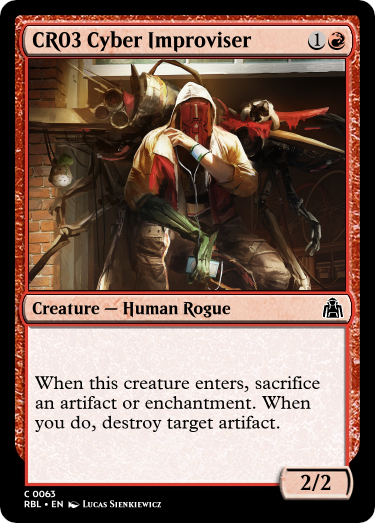 CR03 Cyber Improviser 1
Creature — Human Rogue
When this creature enters, sacrifice
an artifact or enchantment. When
you do, destroy target artifact.
2/2
C 0063
RBL • EN Lucas Sienkiewicz